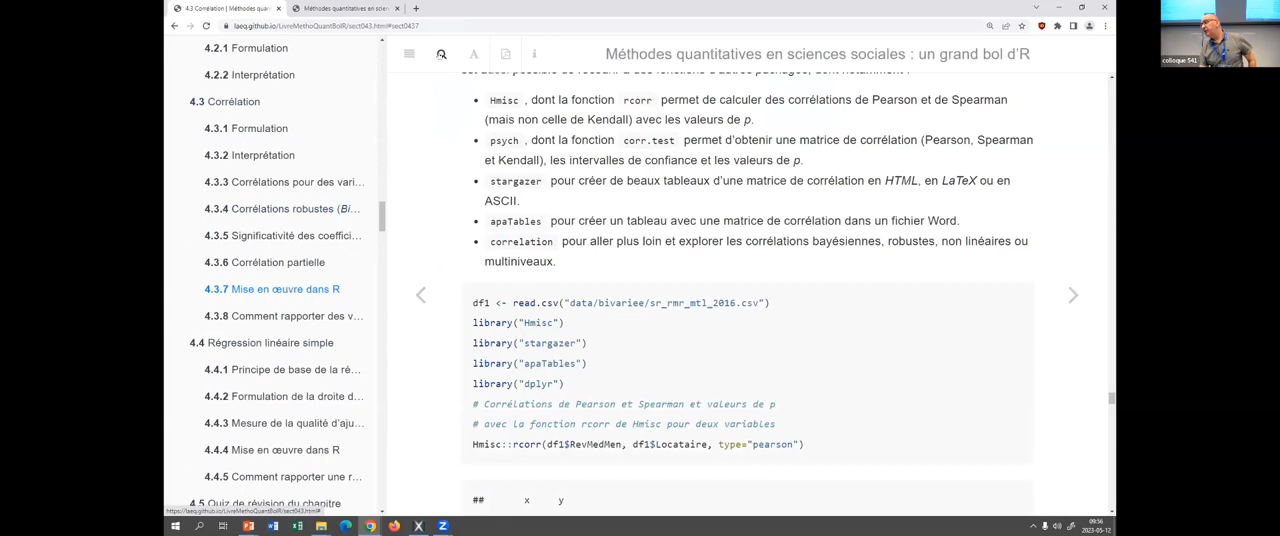 4.3 Corrélation | Méthodes quant
Méthodes quantitatives en scienc
laeq.github.io/LivreMethoQuantBolR/sect043.html#sect0437
colloque 541
Méthodes quantitatives en sciences sociales : un grand bol d'R
4.2.1 Formulation
4.2.2 Interprétation
4.3 Corrélation
4.3.1 Formulation
4.3.2 Interprétation
4.3.3 Corrélations pour des vari...
4.3.4 Corrélations robustes (Bi...
4.3.5 Significativité des coeffici...
4.3.6 Corrélation partielle
4.3.7 Mise en œuvre dans R
4.3.8 Comment rapporter des v...
4.4 Régression linéaire simple
4.4.1 Principe de base de la ré...
4.4.2 Formulation de la droite d...
4.4.3 Mesure de la qualité d'aju...
4.4.4 Mise en œuvre dans R
4.4.5 Comment rapporter une r...
4.5 Quiz de révision du chapitre
Hmisc , dont la fonction rcorr permet de calculer des corrélations de Pearson et de Spearman
(mais non celle de Kendall) avec les valeurs de p.
psych , dont la fonction corr.test permet d'obtenir une matrice de corrélation (Pearson, Spearman
et Kendall), les intervalles de confiance et les valeurs de p.
stargazer pour créer de beaux tableaux d'une matrice de corrélation en HTML, en LaTeX ou en
ASCII.
apaTables pour créer un tableau avec une matrice de corrélation dans un fichier Word.
correlation pour aller plus loin et explorer les corrélations bayésiennes, robustes, non linéaires ou
multiniveaux.
df1 <- read.csv("data/bivariee/sr_rmr_mtl_2016.csv")
library("Hmisc")
library("stargazer")
library("apaTables")
library("dplyr")
# Corrélations de Pearson et Spearman et valeurs de p
# avec la fonction rcorr de Hmisc pour deux variables
Hmisc::rcorr(df1$RevMedMen, df1$Locataire, type="pearson")
## x y
https://laeq.github.io/LivreMethoQuantBolR/sect043.html#
09:56
2023-05-12